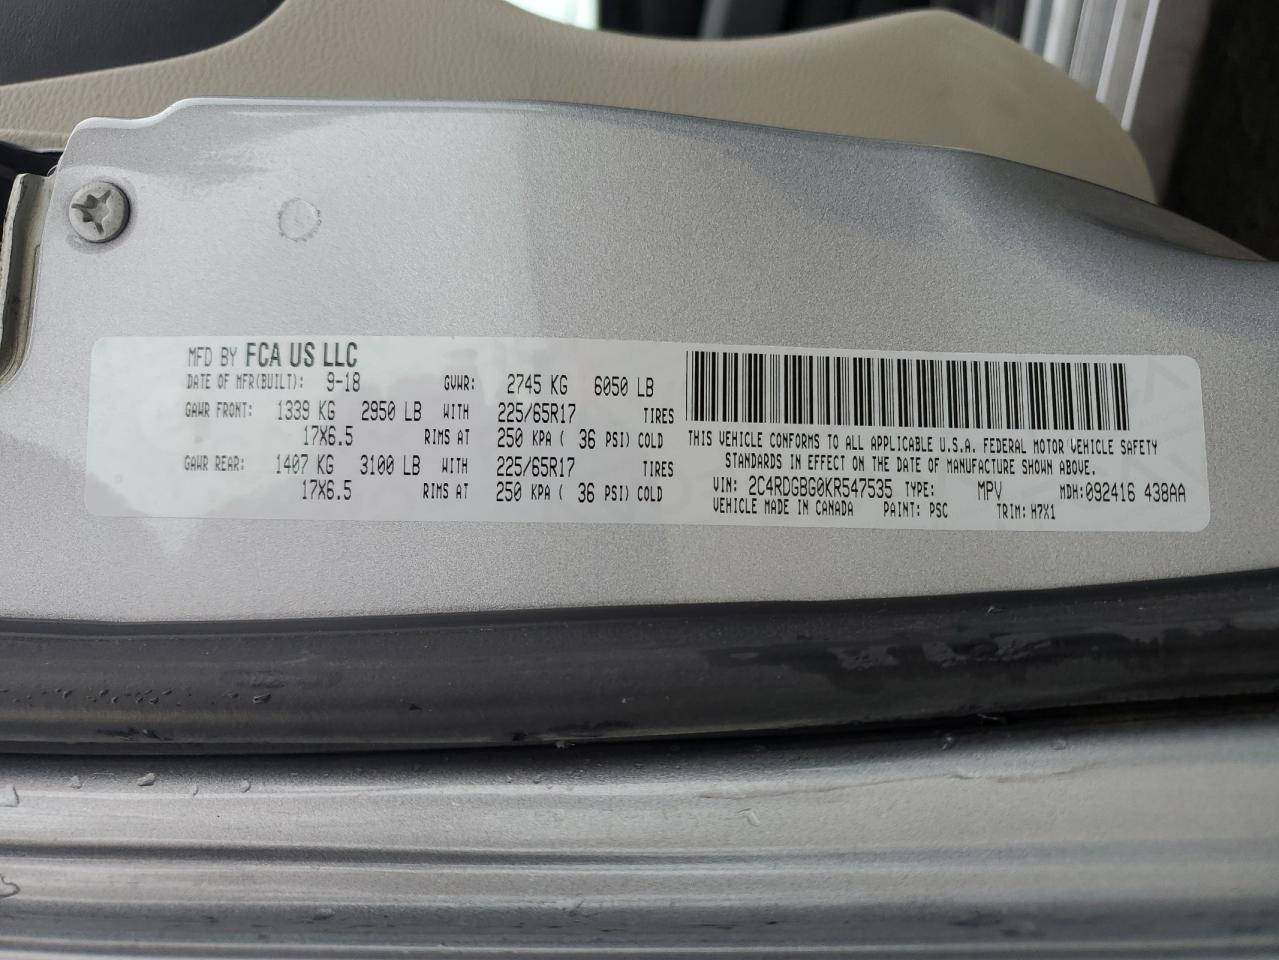 MFD BY FCA US LLC
DATE OF MFR(BUILT): 9-18 GVWR: 2745 KG 6050 LB
GAWR FRONT: 1339 KG 2950 LB WITH 225/65R17 TIRES
17X6.5 RIMS AT 250 KPA ( 36 PSI) COLD
GAWR REAR: 1407 KG 3100 LB WITH 225/65R17 TIRES
17X6.5 RIMS AT 250 KPA ( 36 PSI) COLD
THIS VEHICLE CONFORMS TO ALL APPLICABLE U.S.A. FEDERAL MOTOR VEHICLE SAFETY
STANDARDS IN EFFECT ON THE DATE OF MANUFACTURE SHOWN ABOVE.
VIN: 2C4RDGBG0KR547535 TYPE: MPV MDH:092416 438AA
VEHICLE MADE IN CANADA PAINT: PSC TRIM: H7X1